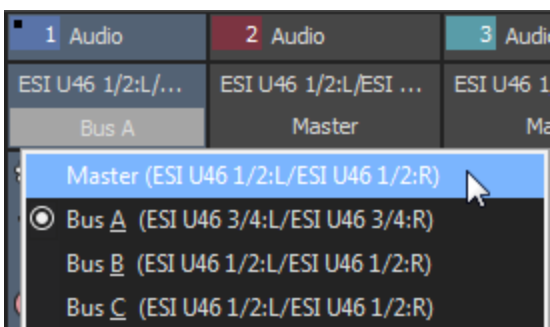 1 Audio
2 Audio
3 Audi
ESI U46 1/2:L/...
ESI U46 1/2:L/ESI ...
ESI U46 1
Bus A
Master
Ma
Master (ESI U46 1/2:L/ESI U46 1/2:R)
Bus A (ESI U46 3/4:L/ESI U46 3/4:R)
Bus B (ESI U46 1/2:L/ESI U46 1/2:R)
Bus C (ESI U46 1/2:L/ESI U46 1/2:R)